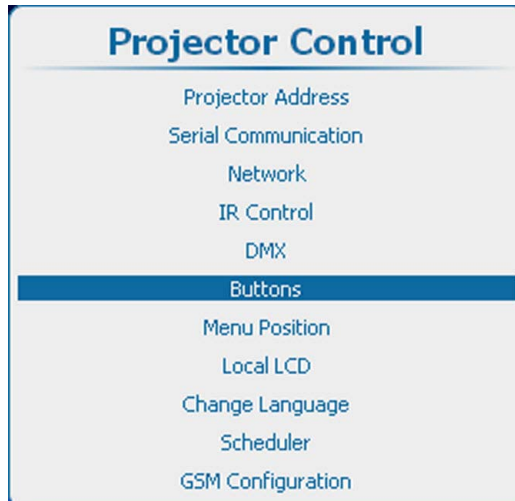 Projector Control
Projector Address
Serial Communication
Network
IR Control
DMX
Buttons
Menu Position
Local LCD
Change Language
Scheduler
GSM Configuration